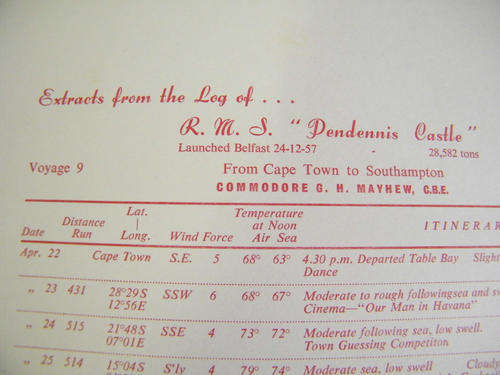 Extracts from the Log of . . .
R. M. S. "Pendennis Castle"
Launched Belfast 24-12-57 28,582 tons
Voyage 9 From Cape Town to Southampton
COMMODORE G. H. MAYHEW, C.B.E.
Date Distance Run Lat. | Long. Wind Force Temperature at Noon Air Sea ITINERAR
Apr. 22 Cape Town S.E. 5 68° 63° 4.30 p.m. Departed Table Bay Slight
Dance
„ 23 431 28°29S SSW 6 68° 67° Moderate to rough followingsea and sw
12°56E Cinema—"Our Man in Havana"
„ 24 515 21°48S SSE 4 73° 72° Moderate following sea, low swell.
07°01E Town Guessing Competiton
„ 25 514 15°04S S'ly 4 79° 74° Moderate sea, low swell. Cloudy